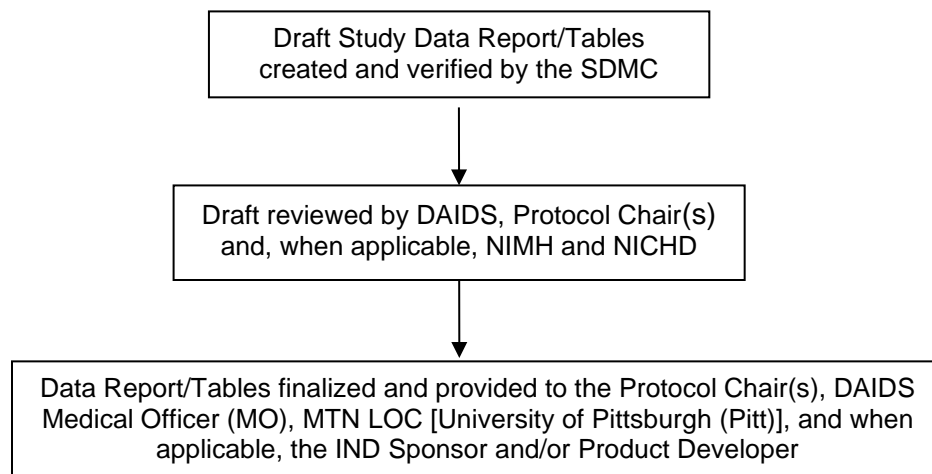 Draft Study Data Report/Tables
created and verified by the SDMC
Draft reviewed by DAIDS, Protocol Chair(s)
and, when applicable, NIMH and NICHD
Data Report/Tables finalized and provided to the Protocol Chair(s), DAIDS
Medical Officer (MO), MTN LOC [University of Pittsburgh (Pitt)], and when
applicable, the IND Sponsor and/or Product Developer